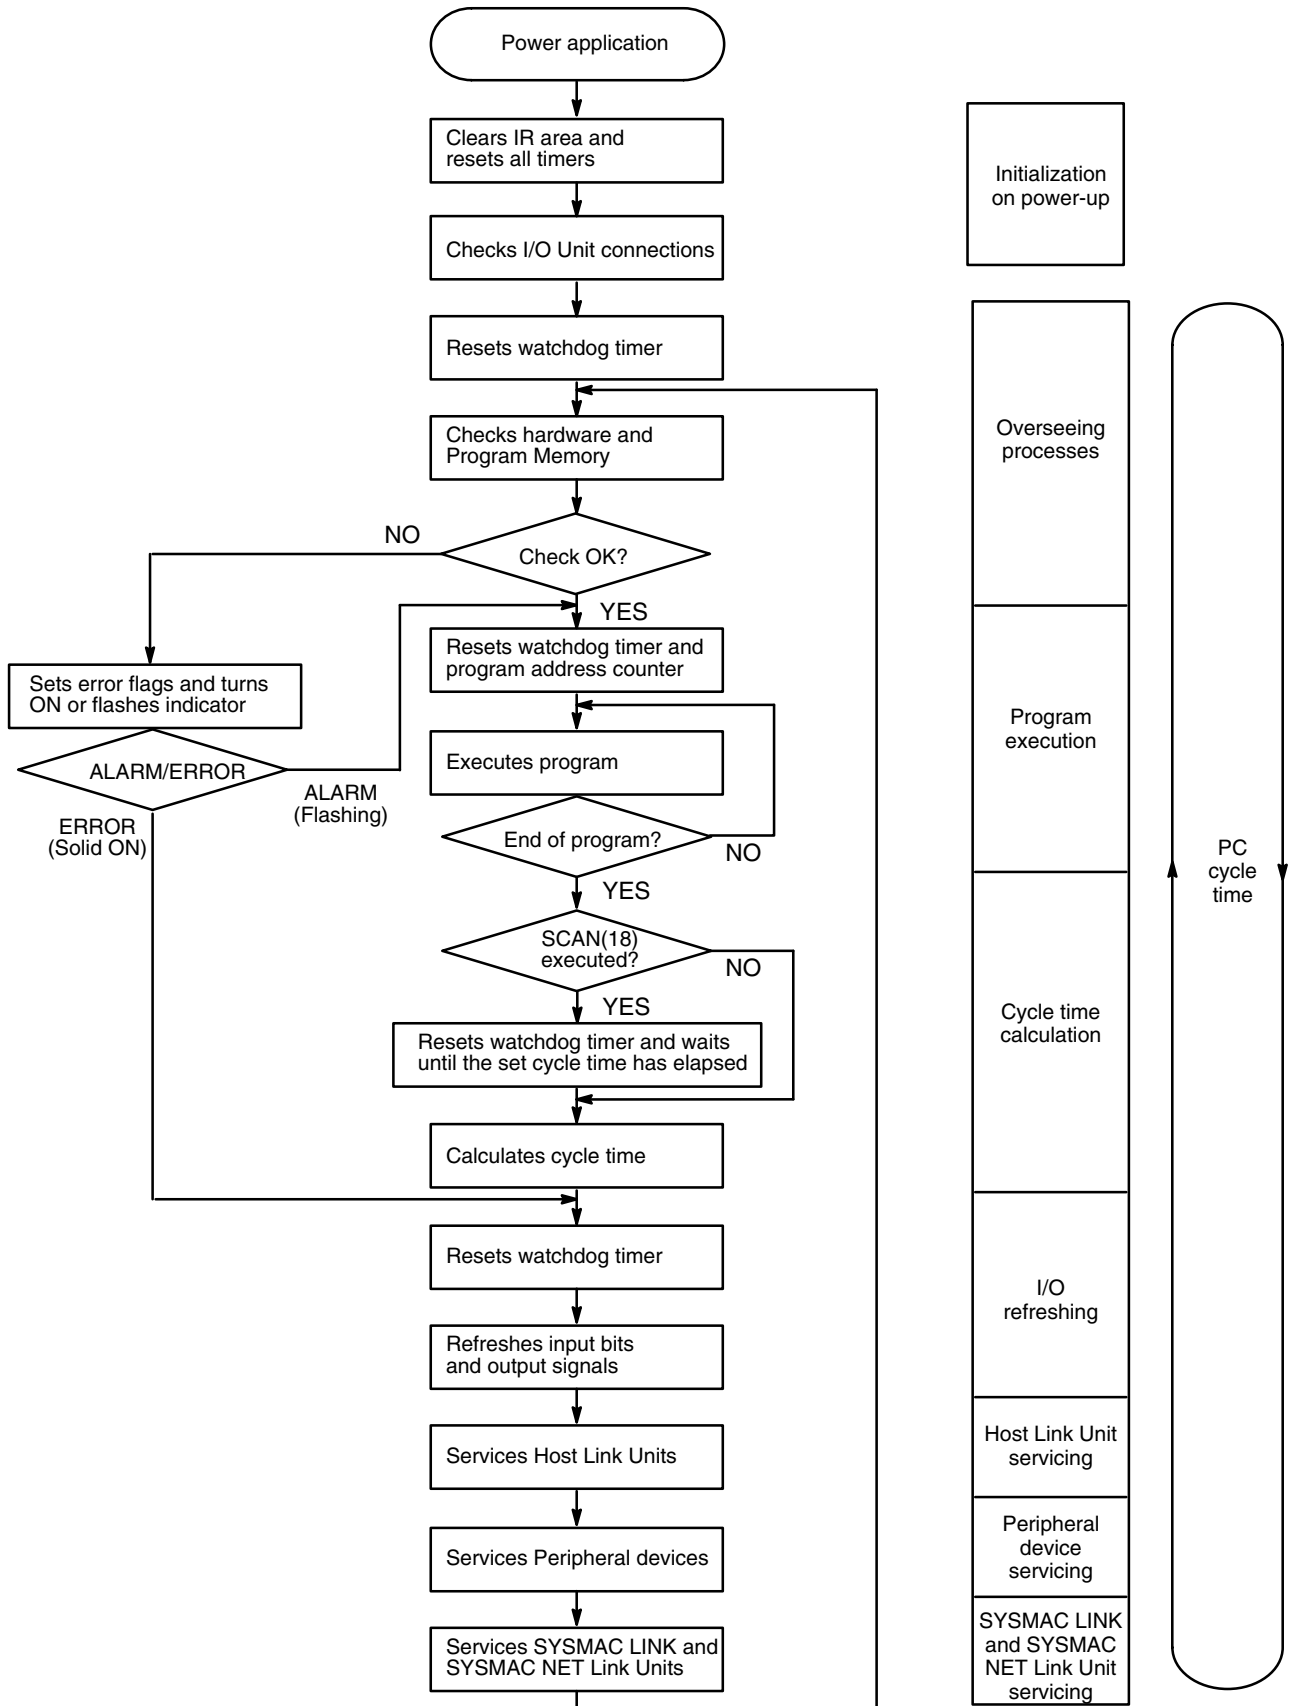 Power application
Clears IR area and
resets all timers
Checks I/O Unit connections
Resets watchdog timer
Checks hardware and
Program Memory
Check OK?
NO
YES
Sets error flags and turns
ON or flashes indicator
ALARM/ERROR
ALARM
(Flashing)
ERROR
(Solid ON)
Resets watchdog timer and
program address counter
Executes program
End of program?
NO
YES
SCAN(18)
executed?
NO
YES
Resets watchdog timer and waits
until the set cycle time has elapsed
Calculates cycle time
Resets watchdog timer
Refreshes input bits
and output signals
Services Host Link Units
Services Peripheral devices
Services SYSMAC LINK and
SYSMAC NET Link Units
Initialization
on power-up
Overseeing
processes
Program
execution
Cycle time
calculation
I/O
refreshing
Host Link Unit
servicing
Peripheral
device
servicing
SYSMAC LINK
and SYSMAC
NET Link Unit
servicing
PC
cycle
time